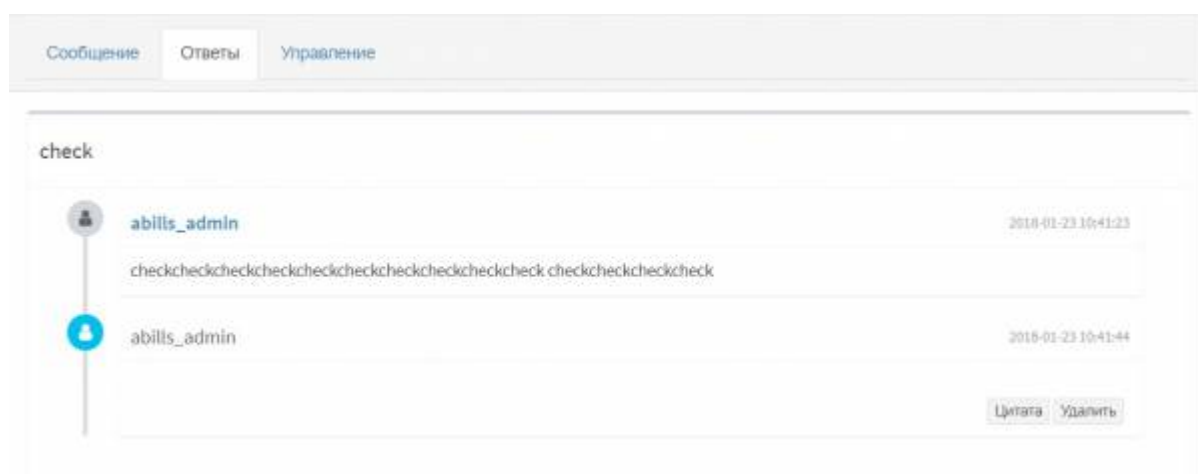 Сообщение Ответы Управление
check
abills_admin 2018-01-23 10:41:23
checkcheckcheckcheckcheckcheckcheckcheckcheckcheck checkcheckcheckcheck
abills_admin 2018-01-23 10:41:44
Цитата Удалить